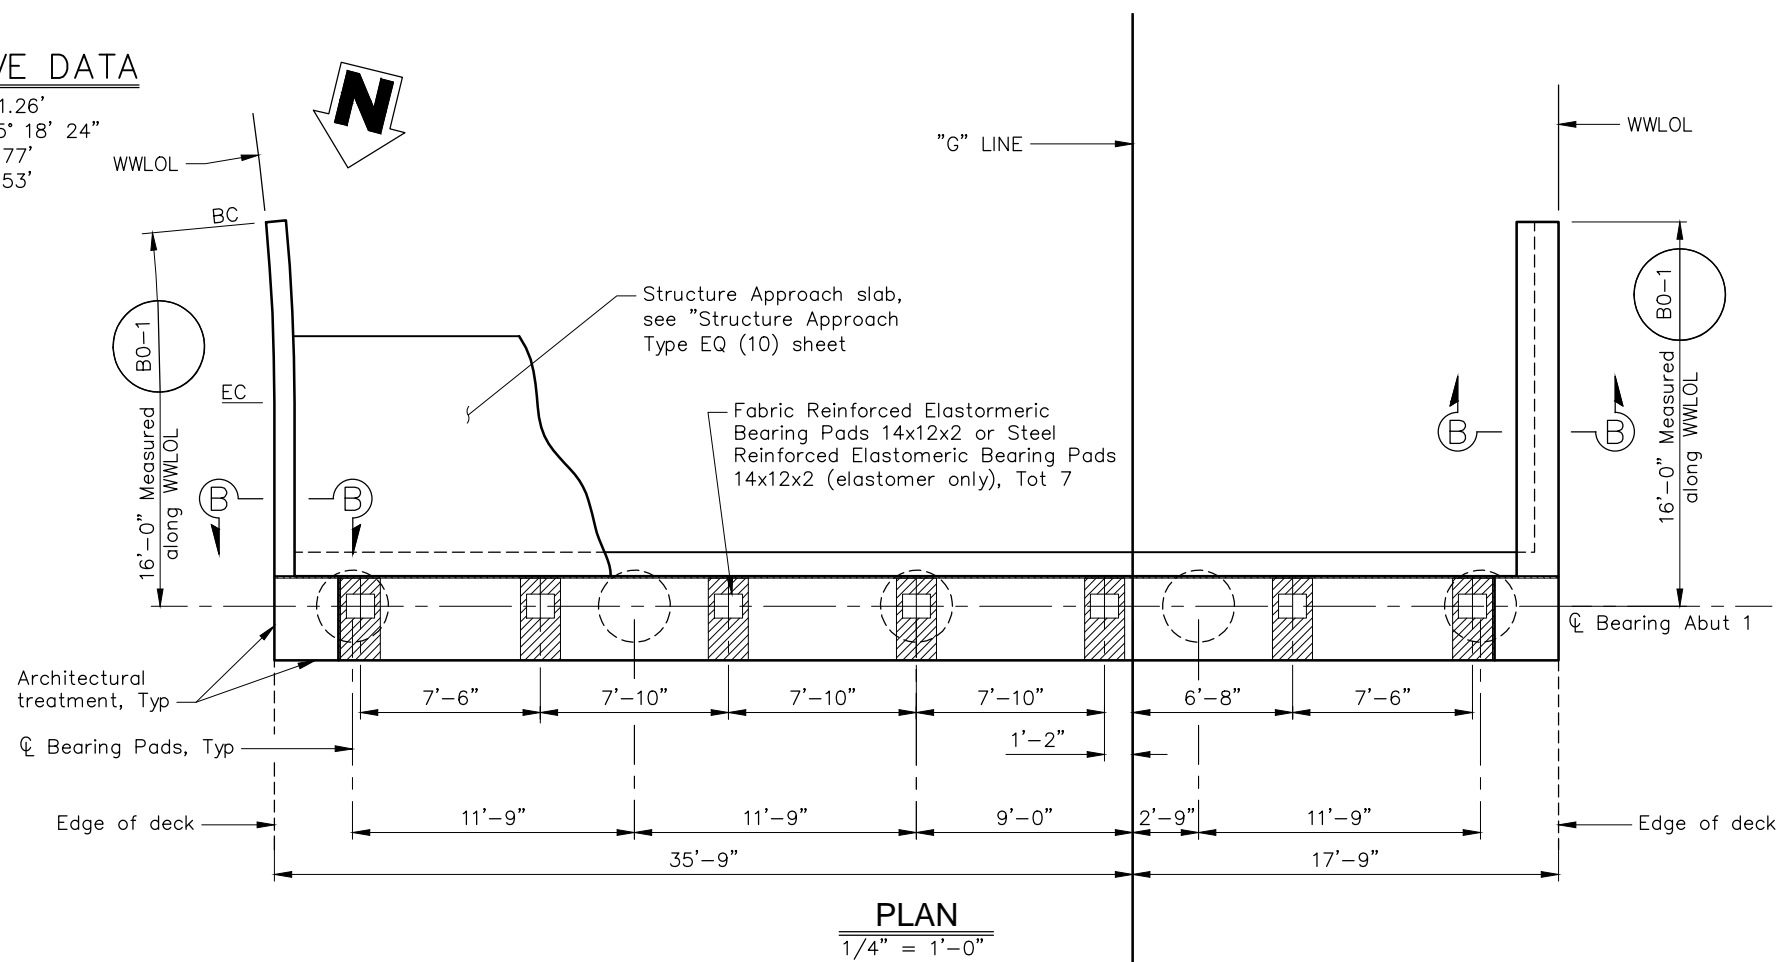 VE DATA
1.26'
5° 18' 24"
77'
53'
N
WWLOL
"G" LINE
WWLOL
BC
B0-1
EC
16'-0" Measured
along WWLOL
Structure Approach slab,
see "Structure Approach
Type EQ (10) sheet
Fabric Reinforced Elastormeric
Bearing Pads 14x12x2 or Steel
Reinforced Elastomeric Bearing Pads
14x12x2 (elastomer only), Tot 7
B0-1
16'-0" Measured
along WWLOL
B
B
B
B
℄ Bearing Abut 1
Architectural
treatment, Typ
℄ Bearing Pads, Typ
7'-6"
7'-10"
7'-10"
7'-10"
6'-8"
7'-6"
1'-2"
Edge of deck
11'-9"
11'-9"
9'-0"
2'-9"
11'-9"
Edge of deck
35'-9"
17'-9"
PLAN
1/4" = 1'-0"